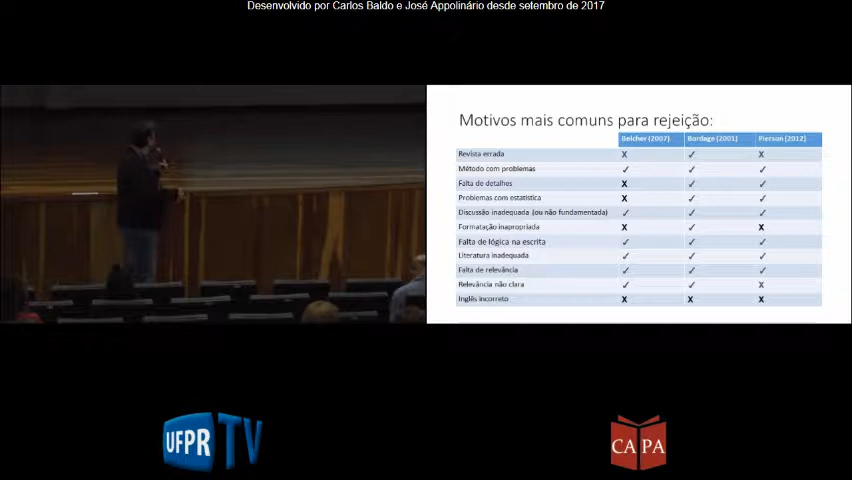 Desenvolvido por Carlos Baldo e José Appolinário desde setembro de 2017
Motivos mais comuns para rejeição:
Belcher (2007) Bordage (2001) Pierson (2012)
Revista errada X ✓ X
Método com problemas ✓ ✓ ✓
Falta de detalhes X ✓ ✓
Problemas com estatística X ✓ ✓
Discussão inadequada (ou não fundamentada) ✓ ✓ ✓
Formatação inapropriada X ✓ X
Falta de lógica na escrita ✓ ✓ ✓
Literatura inadequada ✓ ✓ ✓
Falta de relevância ✓ ✓ ✓
Relevância não clara ✓ ✓ X
Inglês incorreto X X X
UFPR TV
CAPA